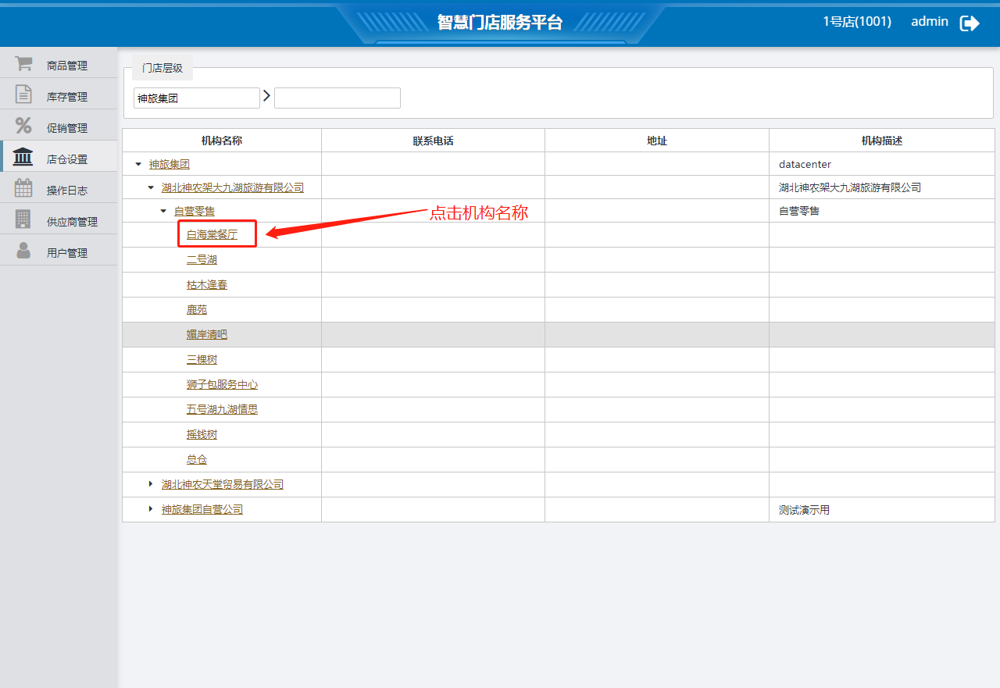 智慧门店服务平台
1号店(1001) admin
商品管理
库存管理
促销管理
店仓设置
操作日志
供应商管理
用户管理
门店层级
神旅集团
机构名称 联系电话 地址 机构描述
神旅集团 datacenter
湖北神农架大九湖旅游有限公司 湖北神农架大九湖旅游有限公司
自营零售 自营零售
点击机构名称
白海棠餐厅
二号湖
枯木逢春
鹿苑
媚岸清吧
三棵树
狮子包服务中心
五号湖九湖情思
摇钱树
总仓
湖北神农天堂贸易有限公司
神旅集团自营公司 测试演示用